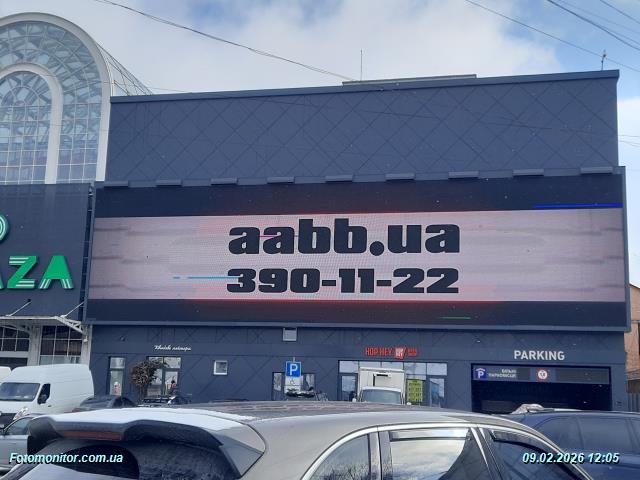 aabb.ua
390-11-22
AZA
HOP HEY
P
PARKING
P
Fotomonitor.com.ua
09.02.2026 12:05